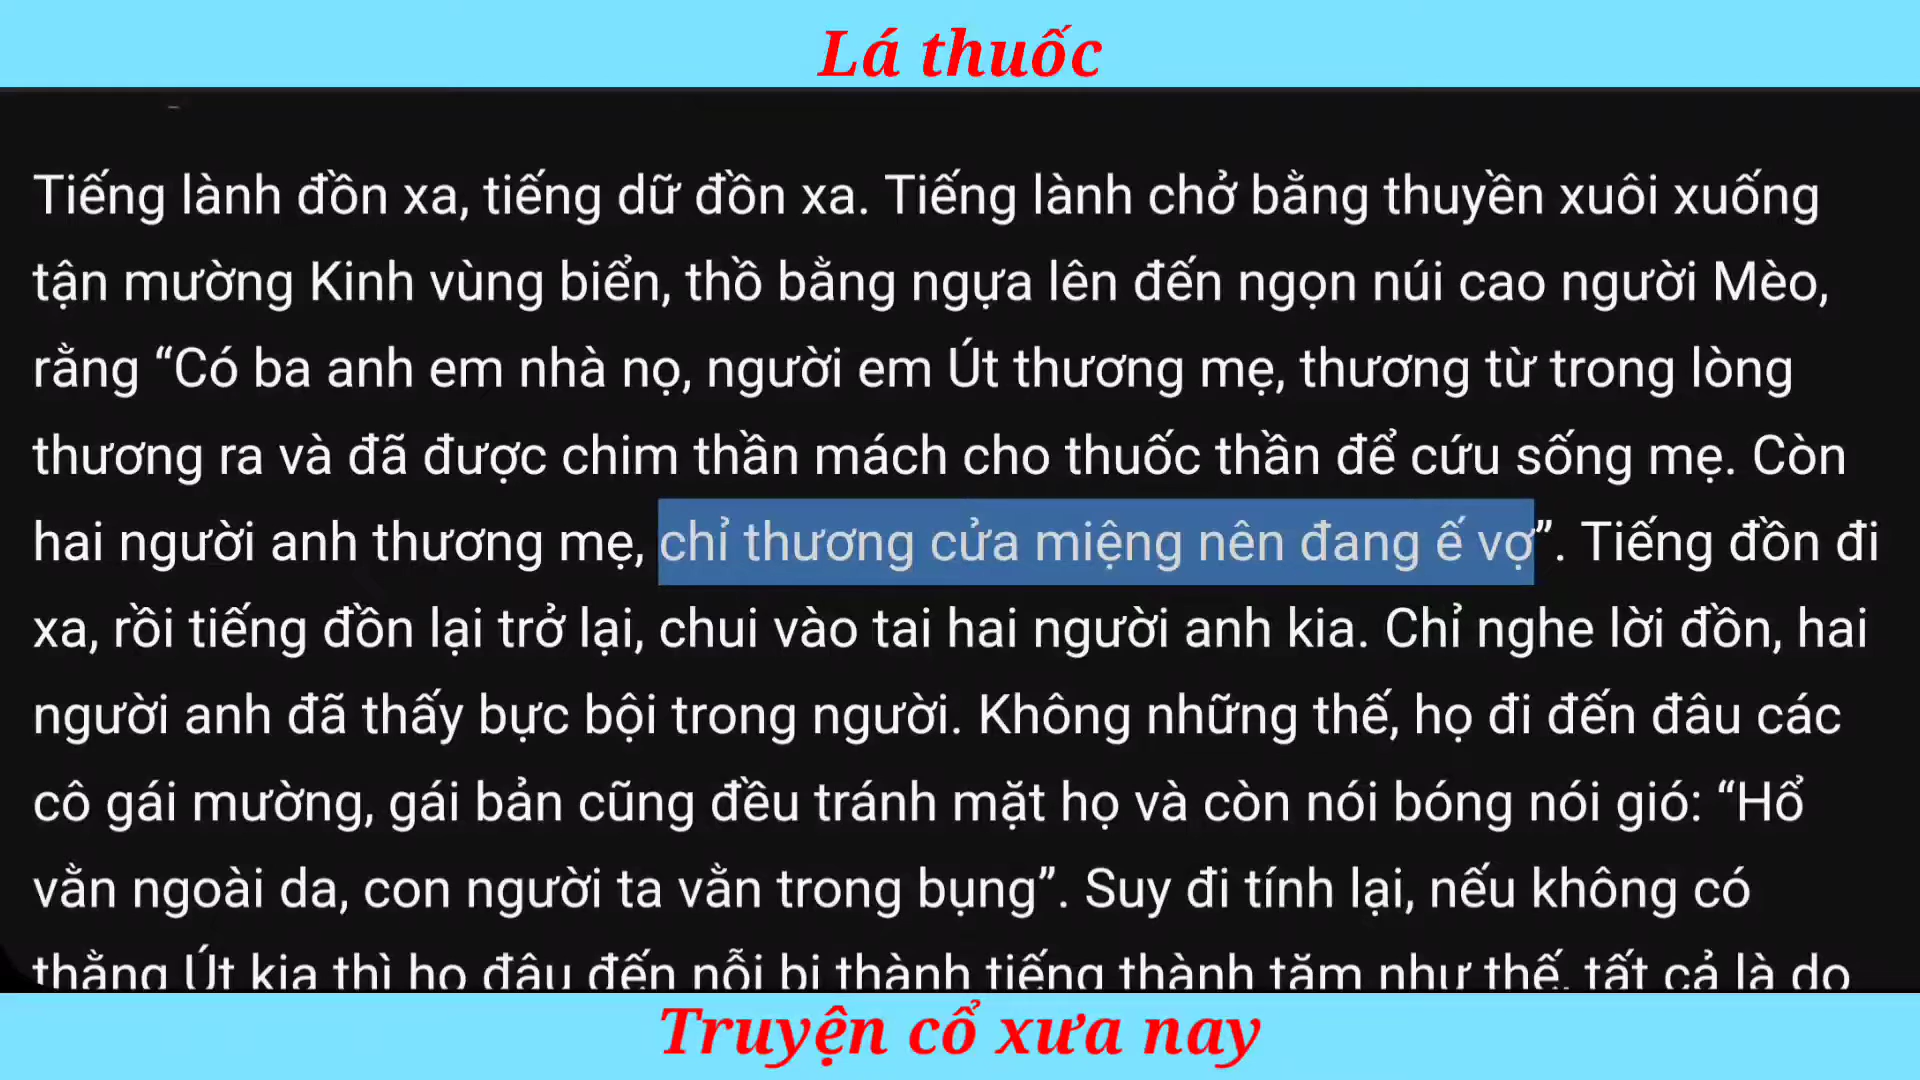 Lá thuốc
Tiếng lành đồn xa, tiếng dữ đồn xa. Tiếng lành chở bằng thuyền xuôi xuống
tận mường Kinh vùng biển, thồ bằng ngựa lên đến ngọn núi cao người Mèo,
rằng “Có ba anh em nhà nọ, người em Út thương mẹ, thương từ trong lòng
thương ra và đã được chim thần mách cho thuốc thần để cứu sống mẹ. Còn
hai người anh thương mẹ, chỉ thương cửa miệng nên đang ế vợ”. Tiếng đồn đi
xa, rồi tiếng đồn lại trở lại, chui vào tai hai người anh kia. Chỉ nghe lời đồn, hai
người anh đã thấy bực bội trong người. Không những thế, họ đi đến đâu các
cô gái mường, gái bản cũng đều tránh mặt họ và còn nói bóng nói gió: “Hổ
vằn ngoài da, con người ta vằn trong bụng”. Suy đi tính lại, nếu không có
thằng Út kia thì họ đâu đến nỗi bị thành tiếng thành tăm như thế, tất cả là do
Truyện cổ xưa nay